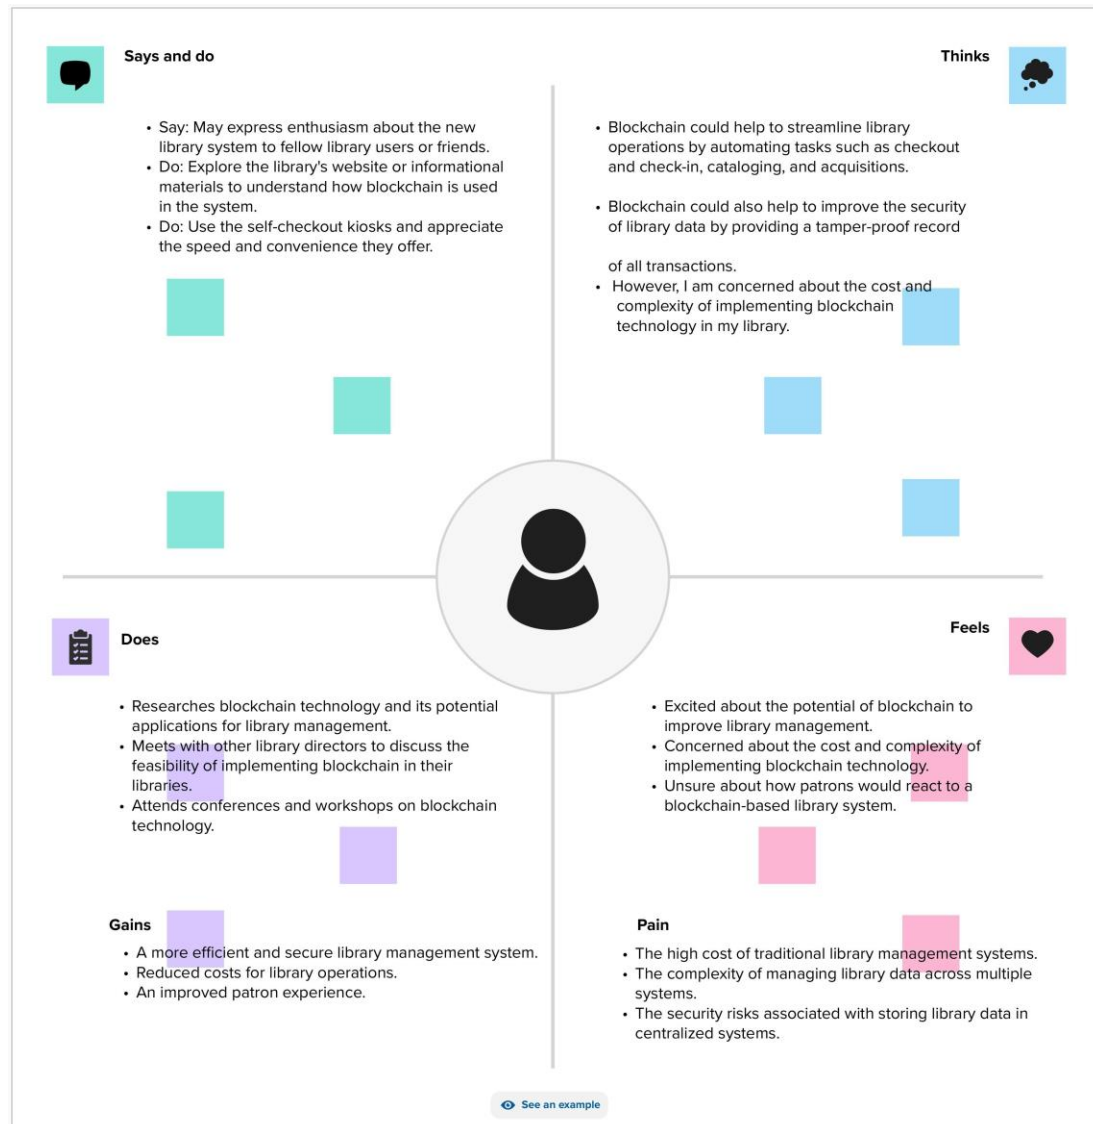 Says and do
• Say: May express enthusiasm about the new
library system to fellow library users or friends.
• Do: Explore the library's website or informational
materials to understand how blockchain is used
in the system.
• Do: Use the self-checkout kiosks and appreciate
the speed and convenience they offer.
Thinks
• Blockchain could help to streamline library
operations by automating tasks such as checkout
and check-in, cataloging, and acquisitions.
• Blockchain could also help to improve the security
of library data by providing a tamper-proof record
of all transactions.
• However, I am concerned about the cost and
complexity of implementing blockchain
technology in my library.
Does
• Researches blockchain technology and its potential
applications for library management.
• Meets with other library directors to discuss the
feasibility of implementing blockchain in their
libraries.
• Attends conferences and workshops on blockchain
technology.
Gains
• A more efficient and secure library management system.
• Reduced costs for library operations.
• An improved patron experience.
Feels
• Excited about the potential of blockchain to
improve library management.
• Concerned about the cost and complexity of
implementing blockchain technology.
• Unsure about how patrons would react to a
blockchain-based library system.
Pain
• The high cost of traditional library management systems.
• The complexity of managing library data across multiple
systems.
• The security risks associated with storing library data in
centralized systems.
See an example